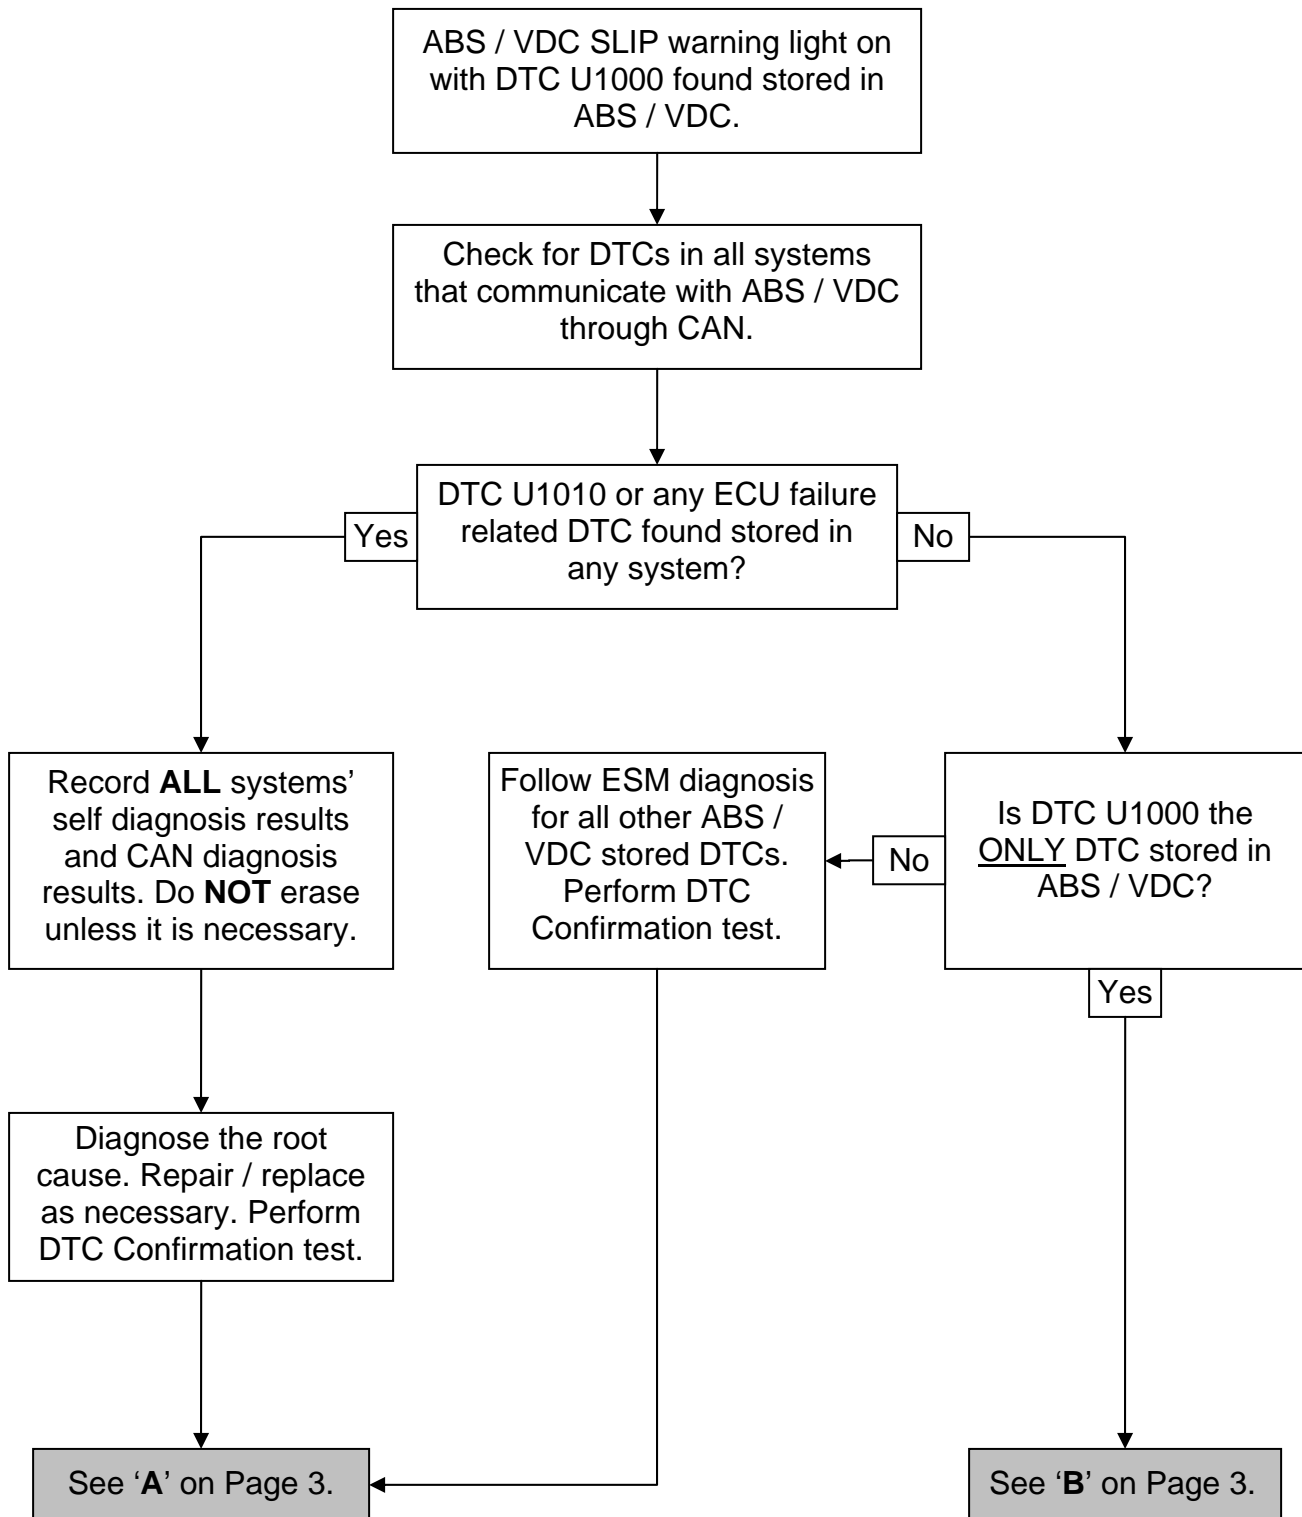 ABS / VDC SLIP warning light on
with DTC U1000 found stored in
ABS / VDC.
Check for DTCs in all systems
that communicate with ABS / VDC
through CAN.
DTC U1010 or any ECU failure
related DTC found stored in
any system?
Yes
No
Record ALL systems’
self diagnosis results
and CAN diagnosis
results. Do NOT erase
unless it is necessary.
Follow ESM diagnosis
for all other ABS /
VDC stored DTCs.
Perform DTC
Confirmation test.
No
Is DTC U1000 the
ONLY DTC stored in
ABS / VDC?
Yes
Diagnose the root
cause. Repair / replace
as necessary. Perform
DTC Confirmation test.
See ‘A’ on Page 3.
See ‘B’ on Page 3.